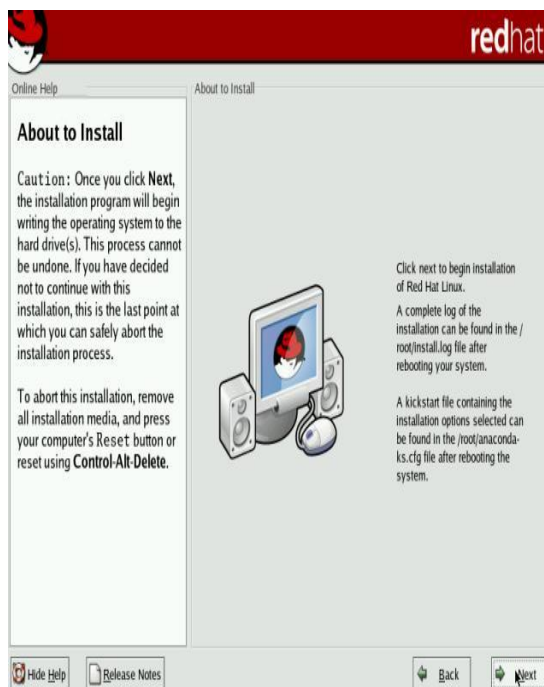 redhat
Online Help
About to Install
About to Install
Caution: Once you click Next,
the installation program will begin
writing the operating system to the
hard drive(s). This process cannot
be undone. If you have decided
not to continue with this
installation, this is the last point at
which you can safely abort the
installation process.
To abort this installation, remove
all installation media, and press
your computer's Reset button or
reset using Control-Alt-Delete.
Click next to begin installation
of Red Hat Linux.
A complete log of the
installation can be found in the /
root/install.log file after
rebooting your system.
A kickstart file containing the
installation options selected can
be found in the /root/anaconda-
ks.cfg file after rebooting the
system.
Hide Help
Release Notes
Back
Next